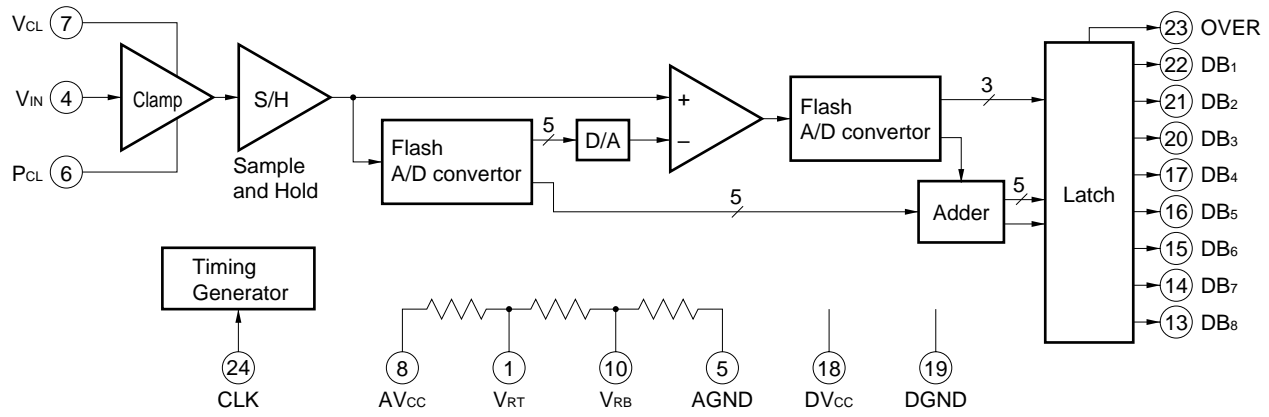 VCL 7
23 OVER
22 DB1
VIN 4
Clamp
S/H
+
−
Flash
A/D convertor
3
21 DB2
5
D/A
Flash
A/D convertor
20 DB3
PCL 6
Sample
and Hold
17 DB4
5
Adder
5
Latch
16 DB5
15 DB6
Timing
Generator
14 DB7
13 DB8
24
CLK
8
AVCC
1
VRT
10
VRB
5
AGND
18
DVCC
19
DGND